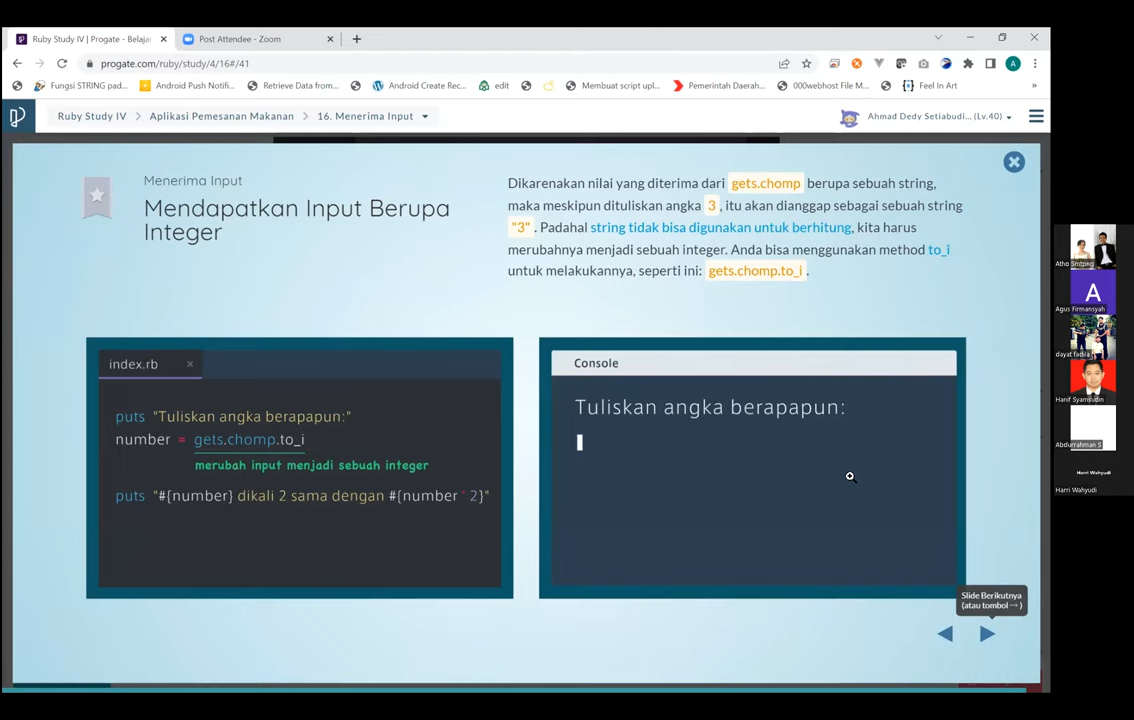 Ruby Study IV | Progate - Belaja
Post Attendee - Zoom
progate.com/ruby/study/4/16#/41
A
Fungsi STRING pad...
Android Push Notifi...
Retrieve Data from...
Android Create Rec...
edit
Membuat script upl...
Pemerintah Daerah...
000webhost File M...
Feel In Art
»
Ruby Study IV > Aplikasi Pemesanan Makanan > 16. Menerima Input
Ahmad Dedy Setiabudi... (Lv.40)
Menerima Input
Mendapatkan Input Berupa
Integer
Dikarenakan nilai yang diterima dari gets.chomp berupa sebuah string,
maka meskipun dituliskan angka 3 , itu akan dianggap sebagai sebuah string
"3" . Padahal string tidak bisa digunakan untuk berhitung, kita harus
merubahnya menjadi sebuah integer. Anda bisa menggunakan method to_i
untuk melakukannya, seperti ini: gets.chomp.to_i .
index.rb
puts "Tuliskan angka berapapun:"
number = gets.chomp.to_i
merubah input menjadi sebuah integer
puts "#{number} dikali 2 sama dengan #{number * 2}"
Console
Tuliskan angka berapapun:
Slide Berikutnya
(atau tombol →)
Atho Smtpng
A
Agus Firmansyah
dayat fadila
Hanif Syamsudin
Abdurrahman S
Harri Wahyudi
Harri Wahyudi